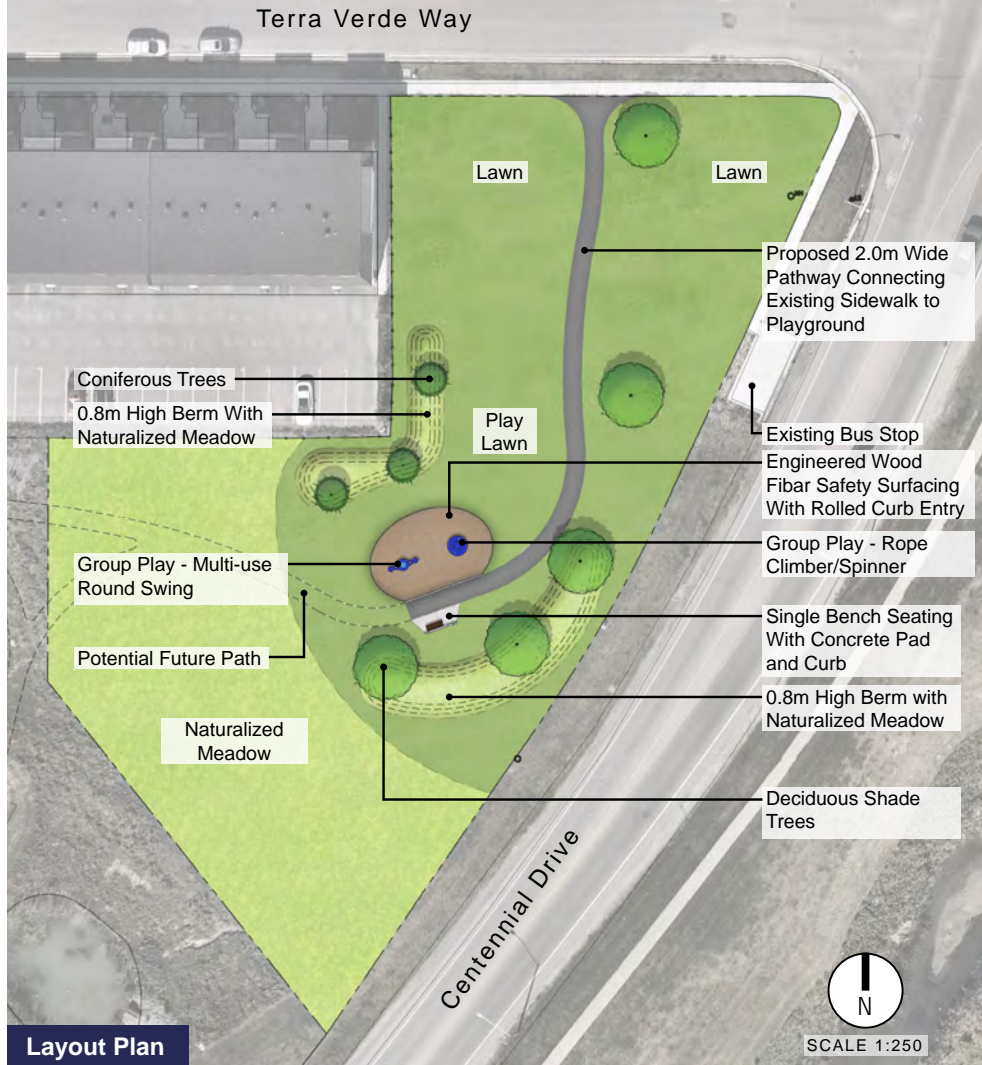 Terra Verde Way
Lawn
Lawn
Proposed 2.0m Wide
Pathway Connecting
Existing Sidewalk to
Playground
Coniferous Trees
0.8m High Berm With
Naturalized Meadow
Play
Lawn
Existing Bus Stop
Engineered Wood
Fibar Safety Surfacing
With Rolled Curb Entry
Group Play - Rope
Climber/Spinner
Group Play - Multi-use
Round Swing
Single Bench Seating
With Concrete Pad
and Curb
Potential Future Path
0.8m High Berm with
Naturalized Meadow
Naturalized
Meadow
Deciduous Shade
Trees
Centennial Drive
N
SCALE 1:250
Layout Plan